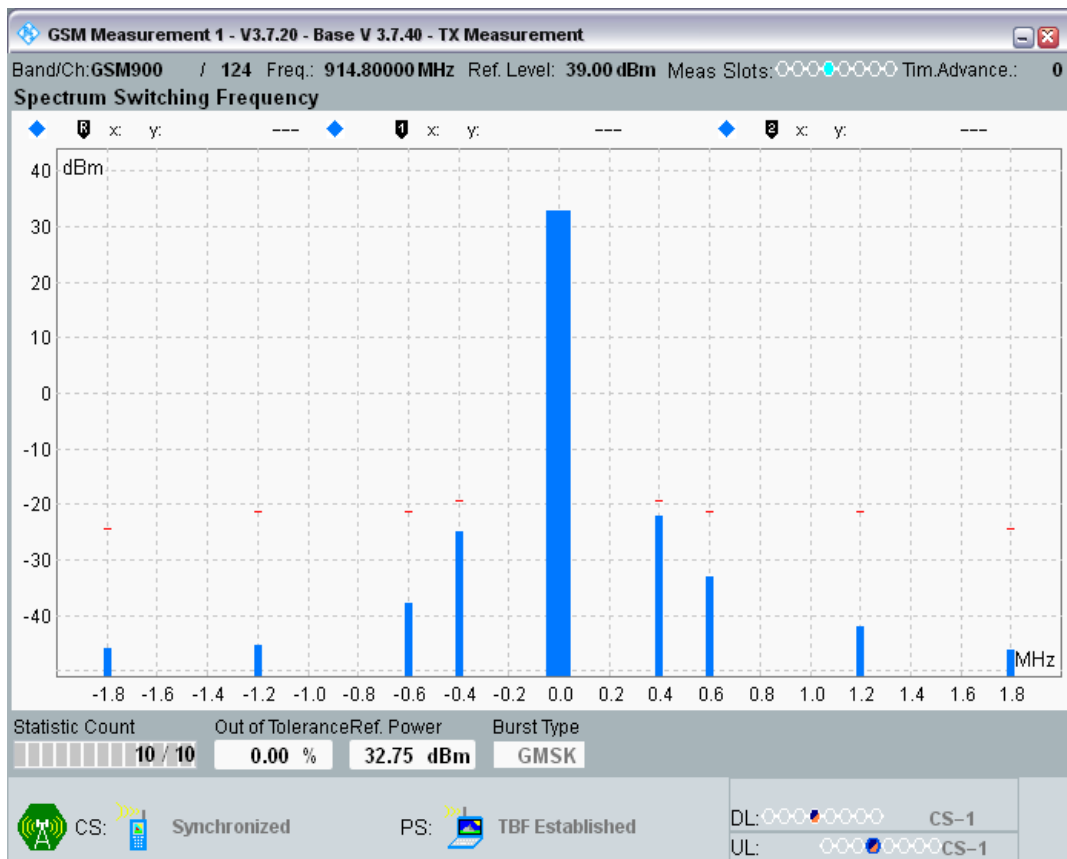 GSM Measurement 1 - V3.7.20 - Base V 3.7.40 - TX Measurement
Band/Ch:GSM900 / 124 Freq.: 914.80000 MHz Ref. Level: 39.00 dBm Meas Slots: Tim.Advance.: 0
Spectrum Switching Frequency
R x: y: --- 1 x: y: --- 2 x: y: ---
dBm
40
30
20
10
0
-10
-20
-30
-40
MHz
-1.8 -1.6 -1.4 -1.2 -1.0 -0.8 -0.6 -0.4 -0.2 0.0 0.2 0.4 0.6 0.8 1.0 1.2 1.4 1.6 1.8
Statistic Count Out of Tolerance Ref. Power Burst Type
10 / 10 0.00 % 32.75 dBm GMSK
CS: Synchronized PS: TBF Established DL: CS-1
UL: CS-1